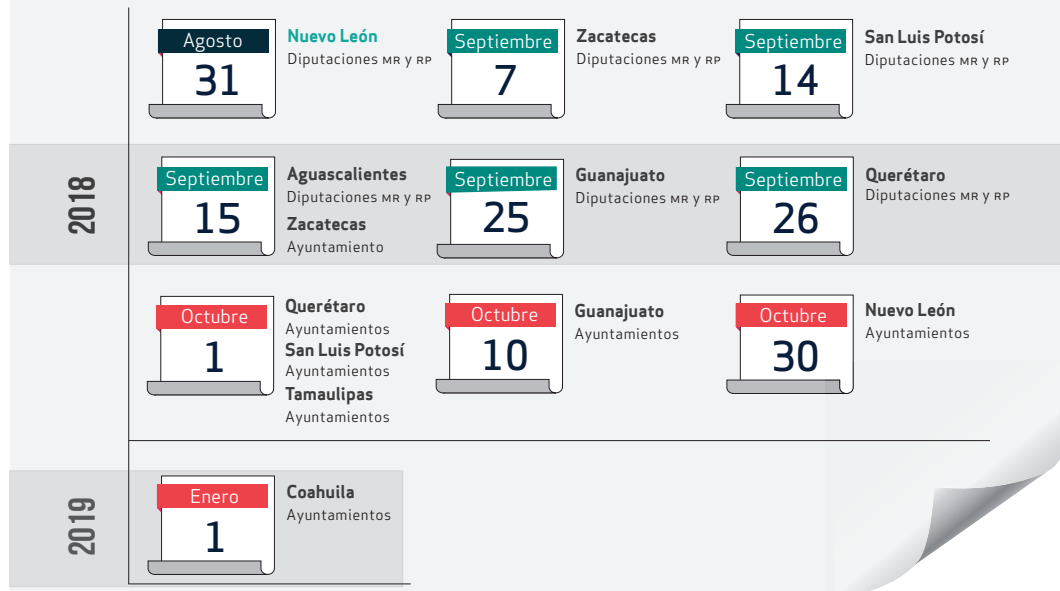 2018
Agosto
31
Nuevo León
Diputaciones MR y RP
Septiembre
7
Zacatecas
Diputaciones MR y RP
Septiembre
14
San Luis Potosí
Diputaciones MR y RP
Septiembre
15
Aguascalientes
Diputaciones MR y RP
Zacatecas
Ayuntamiento
Septiembre
25
Guanajuato
Diputaciones MR y RP
Septiembre
26
Querétaro
Diputaciones MR y RP
Octubre
1
Querétaro
Ayuntamientos
San Luis Potosí
Ayuntamientos
Tamaulipas
Ayuntamientos
Octubre
10
Guanajuato
Ayuntamientos
Octubre
30
Nuevo León
Ayuntamientos
2019
Enero
1
Coahuila
Ayuntamientos